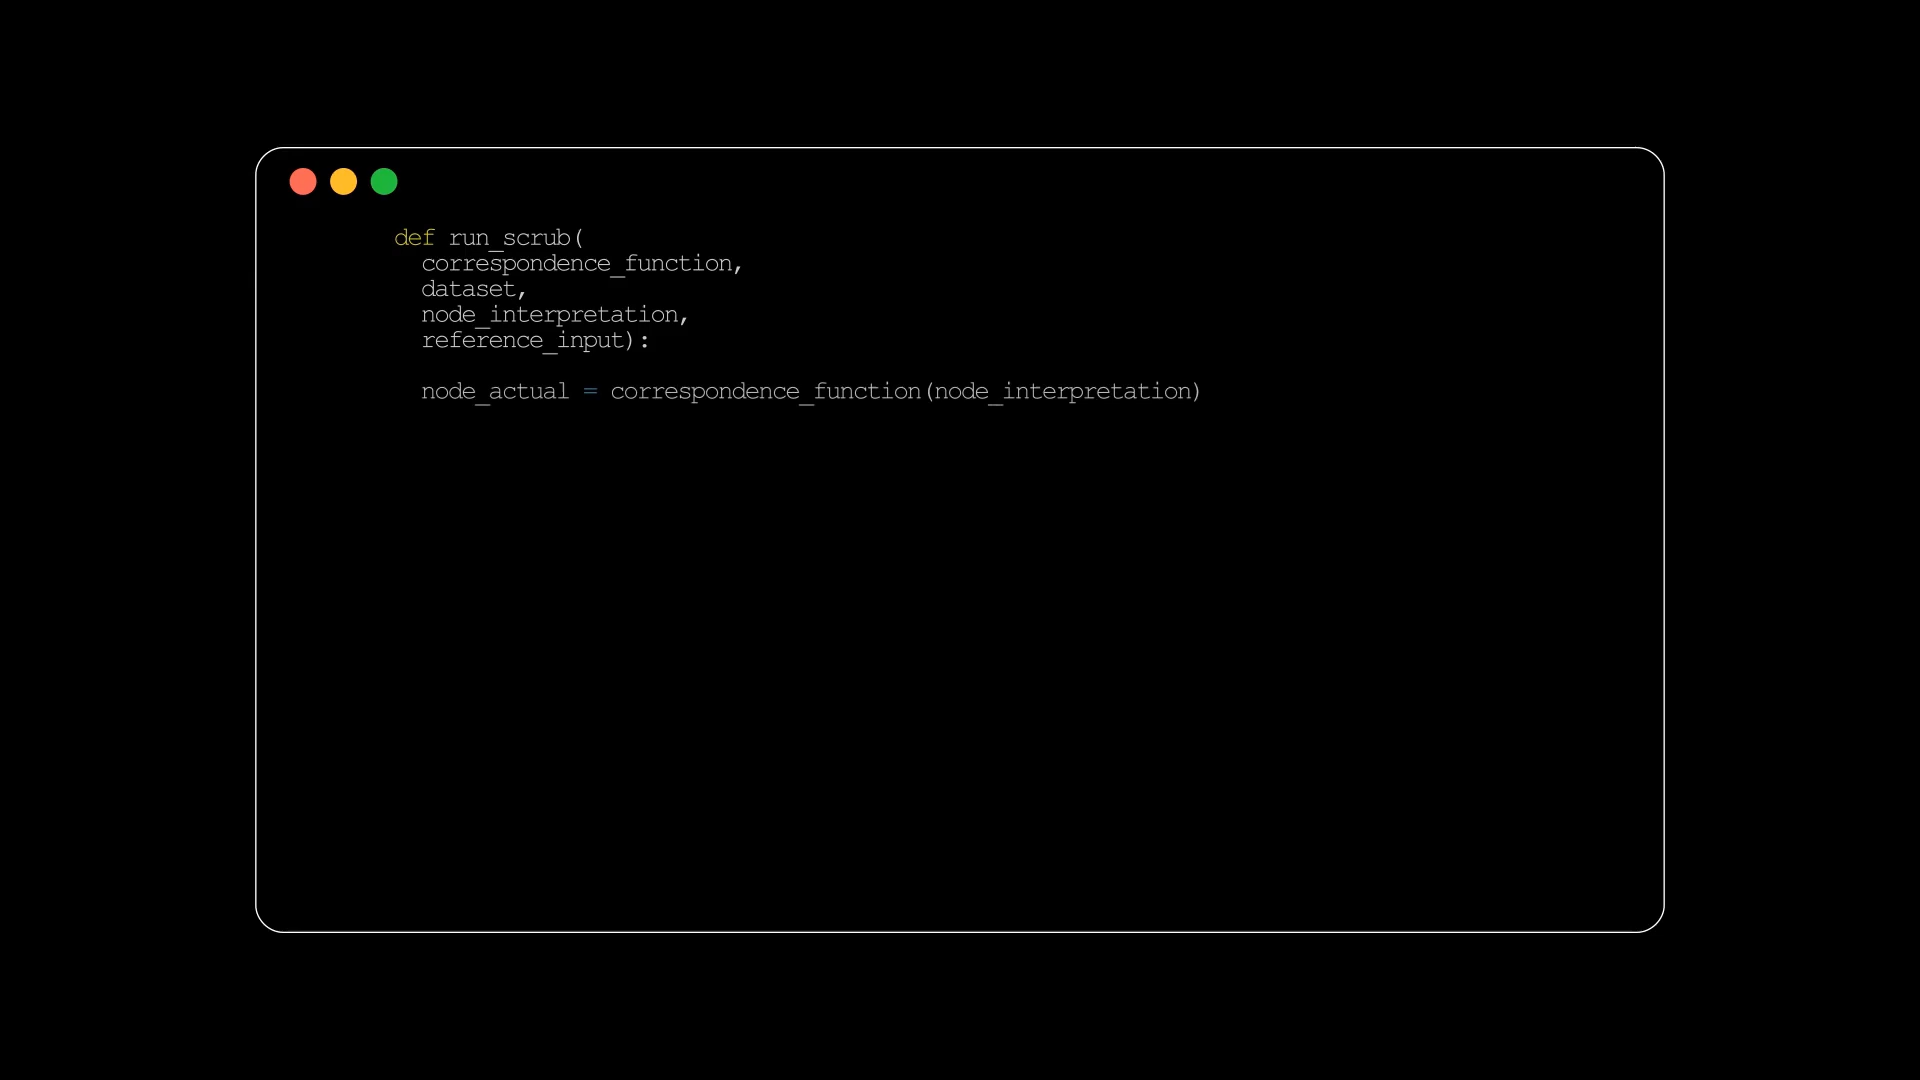 def run_scrub(
correspondence_function,
dataset,
node_interpretation,
reference_input):
node_actual = correspondence_function(node_interpretation)